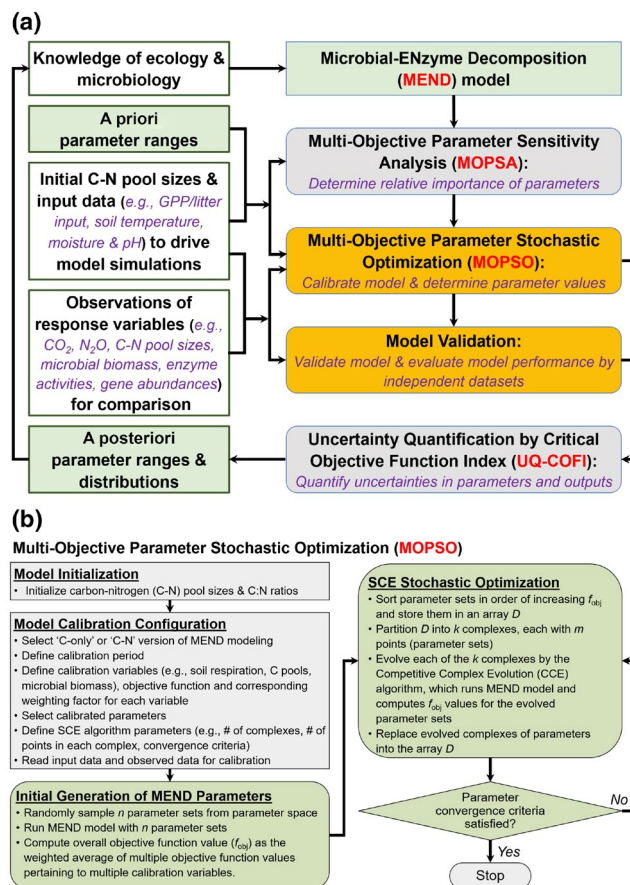 (a)
Knowledge of ecology &
microbiology
Microbial-ENzyme Decomposition
(MEND) model
A priori
parameter ranges
Multi-Objective Parameter Sensitivity
Analysis (MOPSA):
Determine relative importance of parameters
Initial C-N pool sizes &
input data (e.g., GPP/litter
input, soil temperature,
moisture & pH) to drive
model simulations
Multi-Objective Parameter Stochastic
Optimization (MOPSO):
Calibrate model & determine parameter values
Observations of
response variables (e.g.,
CO₂, N₂O, C-N pool sizes,
microbial biomass, enzyme
activities, gene abundances)
for comparison
Model Validation:
Validate model & evaluate model performance by
independent datasets
A posteriori
parameter ranges &
distributions
Uncertainty Quantification by Critical
Objective Function Index (UQ-COFI):
Quantify uncertainties in parameters and outputs
(b)
Multi-Objective Parameter Stochastic Optimization (MOPSO)
Model Initialization
• Initialize carbon-nitrogen (C-N) pool sizes & C:N ratios
Model Calibration Configuration
• Select 'C-only' or 'C-N' version of MEND modeling
• Define calibration period
• Define calibration variables (e.g., soil respiration, C pools,
microbial biomass), objective function and corresponding
weighting factor for each variable
• Select calibrated parameters
• Define SCE algorithm parameters (e.g., # of complexes, # of
points in each complex, convergence criteria)
• Read input data and observed data for calibration
Initial Generation of MEND Parameters
• Randomly sample n parameter sets from parameter space
• Run MEND model with n parameter sets
• Compute overall objective function value (fobj) as the
weighted average of multiple objective function values
pertaining to multiple calibration variables.
SCE Stochastic Optimization
• Sort parameter sets in order of increasing fobj
and store them in an array D
• Partition D into k complexes, each with m
points (parameter sets)
• Evolve each of the k complexes by the
Competitive Complex Evolution (CCE)
algorithm, which runs MEND model and
computes fobj values for the evolved
parameter sets
• Replace evolved complexes of parameters
into the array D
Parameter
convergence criteria
satisfied?
No
Yes
Stop